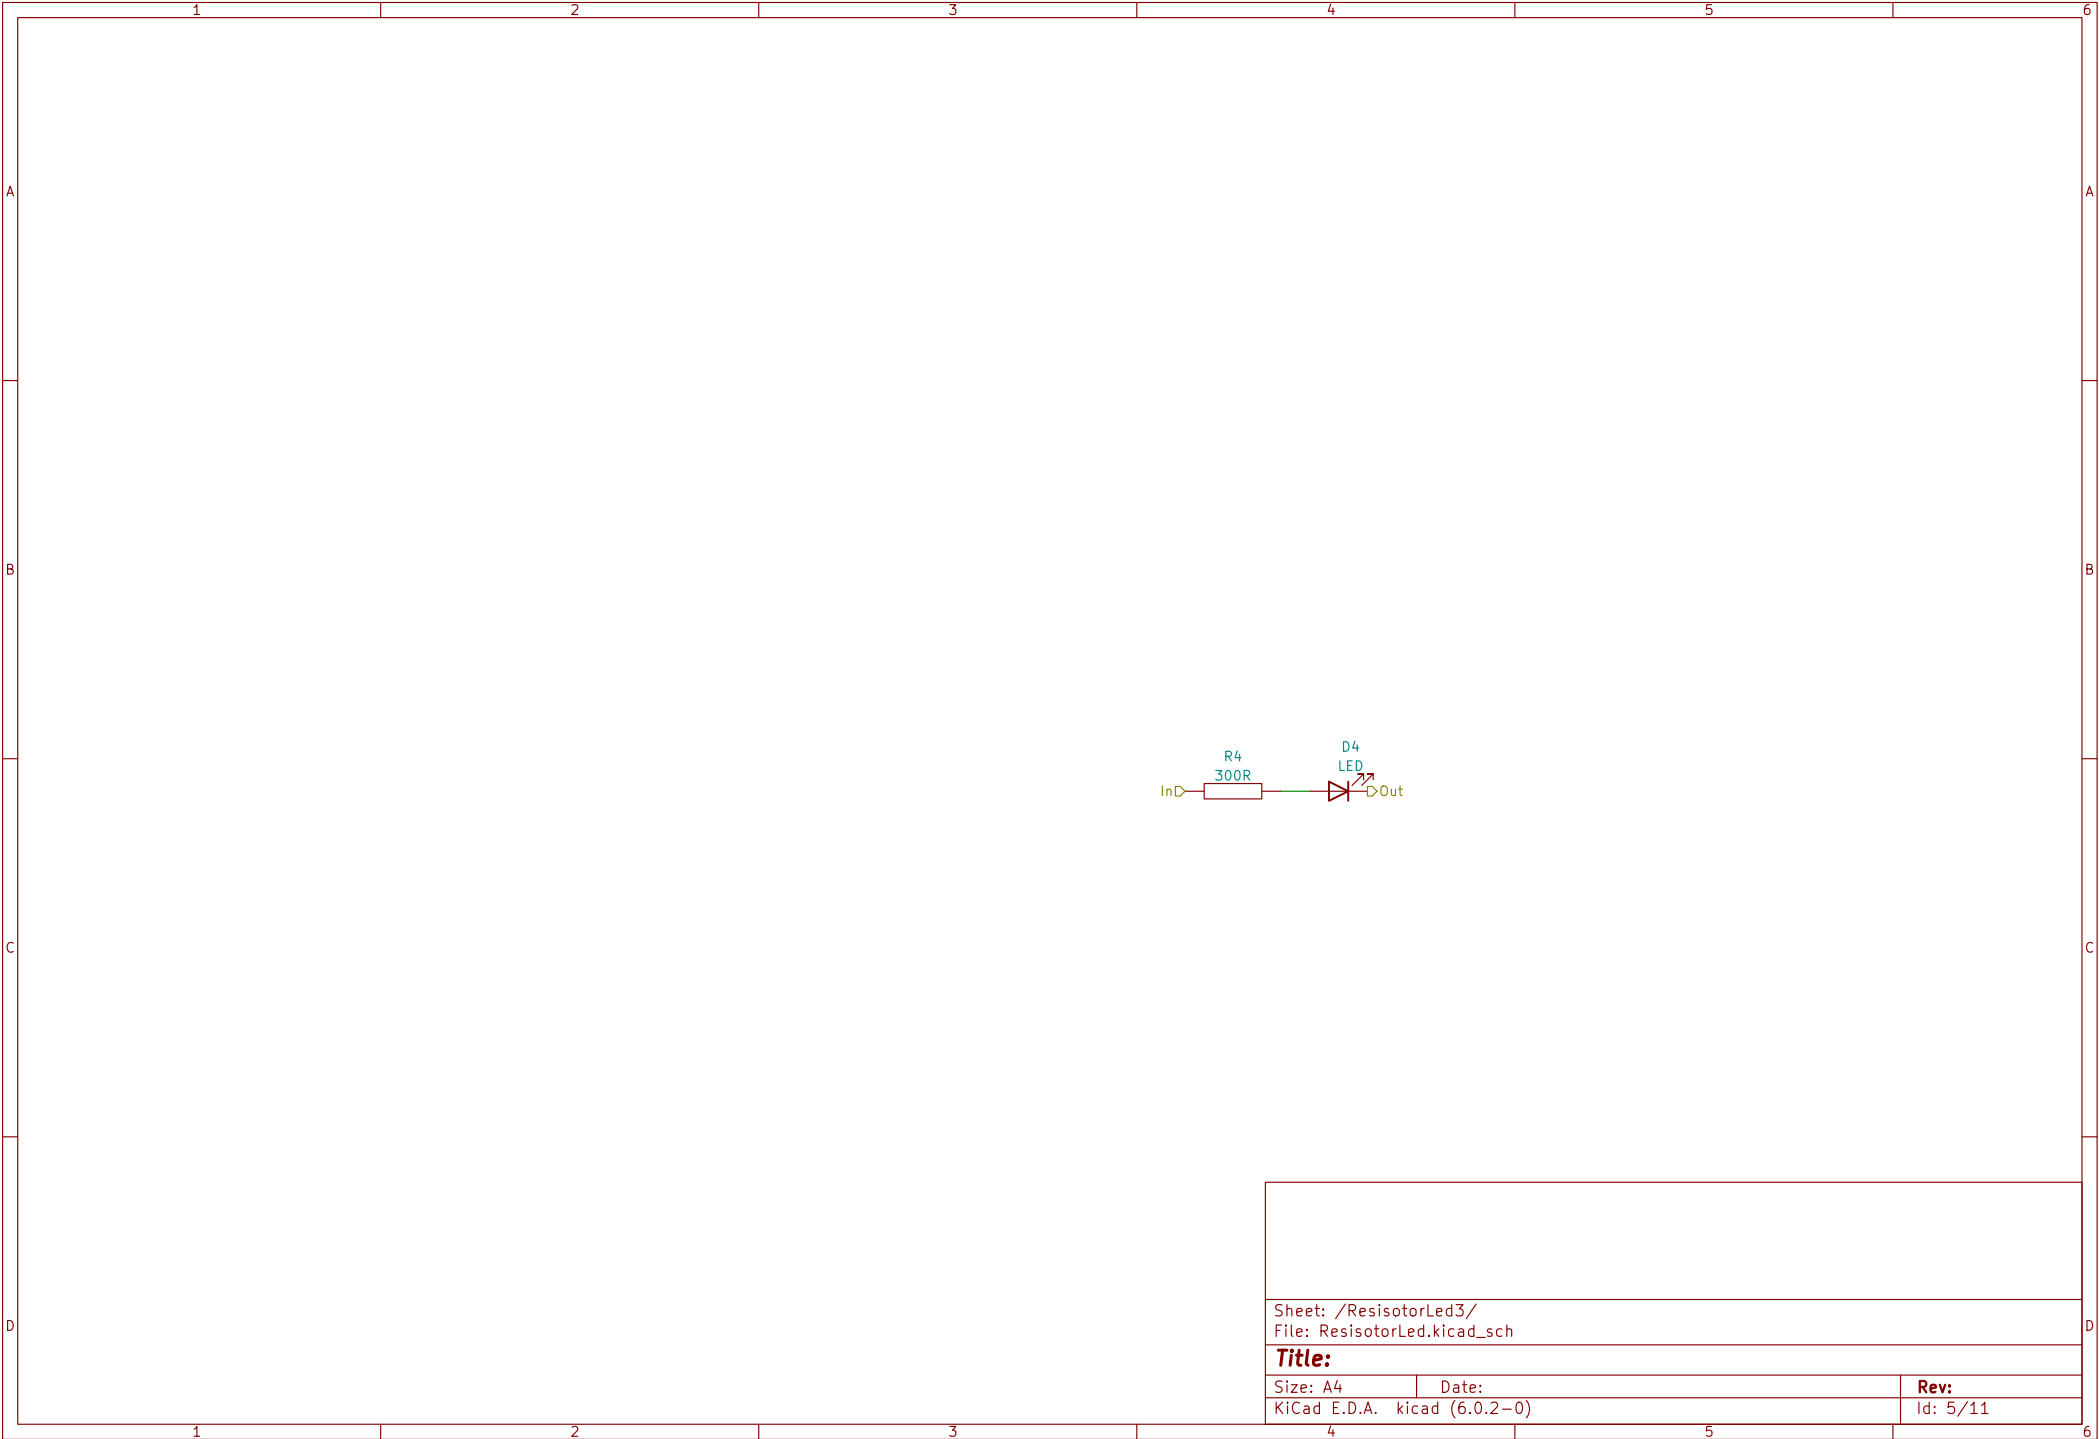 1 2 3 4 5 6
A A
B B
R4
300R
D4
LED
In
Out
C C
Sheet: /ResisotorLed3/
File: ResisotorLed.kicad_sch
D D
Title:
Size: A4 Date: Rev:
KiCad E.D.A. kicad (6.0.2-0) Id: 5/11
1 2 3 4 5 6